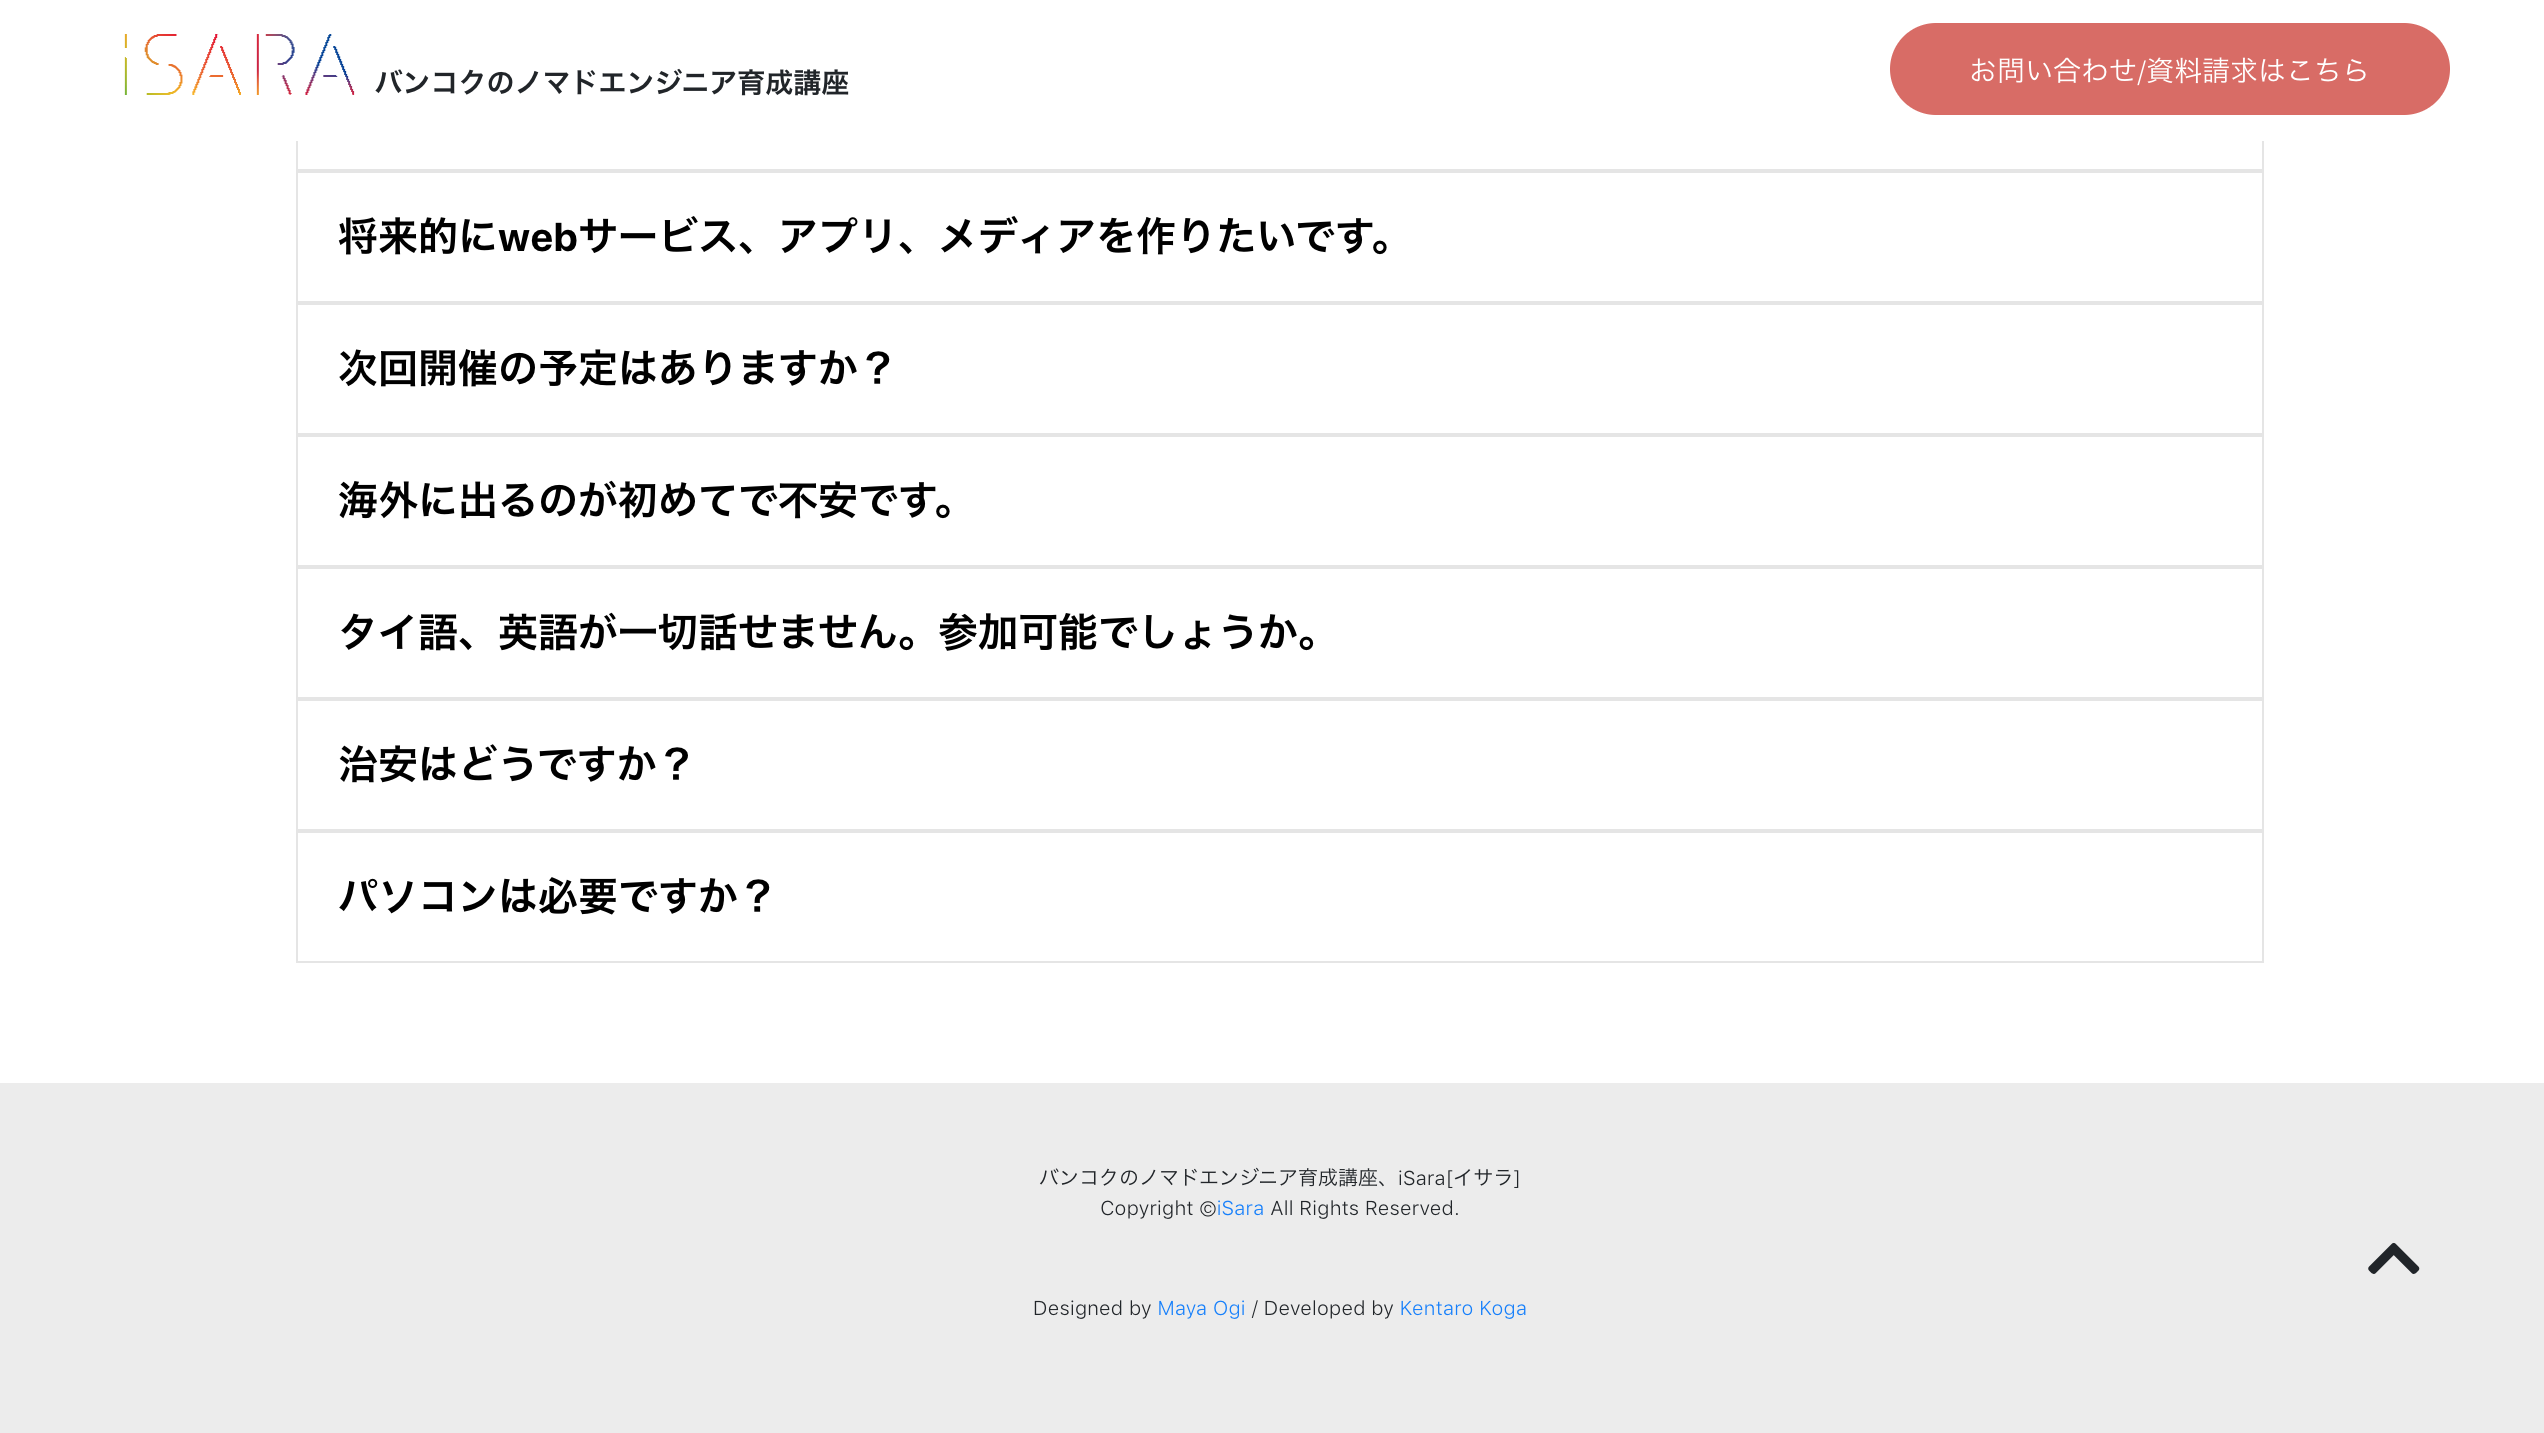 iSARA バンコクのノマドエンジニア育成講座
お問い合わせ/資料請求はこちら
将来的にwebサービス、アプリ、メディアを作りたいです。
次回開催の予定はありますか？
海外に出るのが初めてで不安です。
タイ語、英語が一切話せません。参加可能でしょうか。
治安はどうですか？
パソコンは必要ですか？
バンコクのノマドエンジニア育成講座、iSara[イサラ]
Copyright ©iSara All Rights Reserved.
Designed by Maya Ogi / Developed by Kentaro Koga